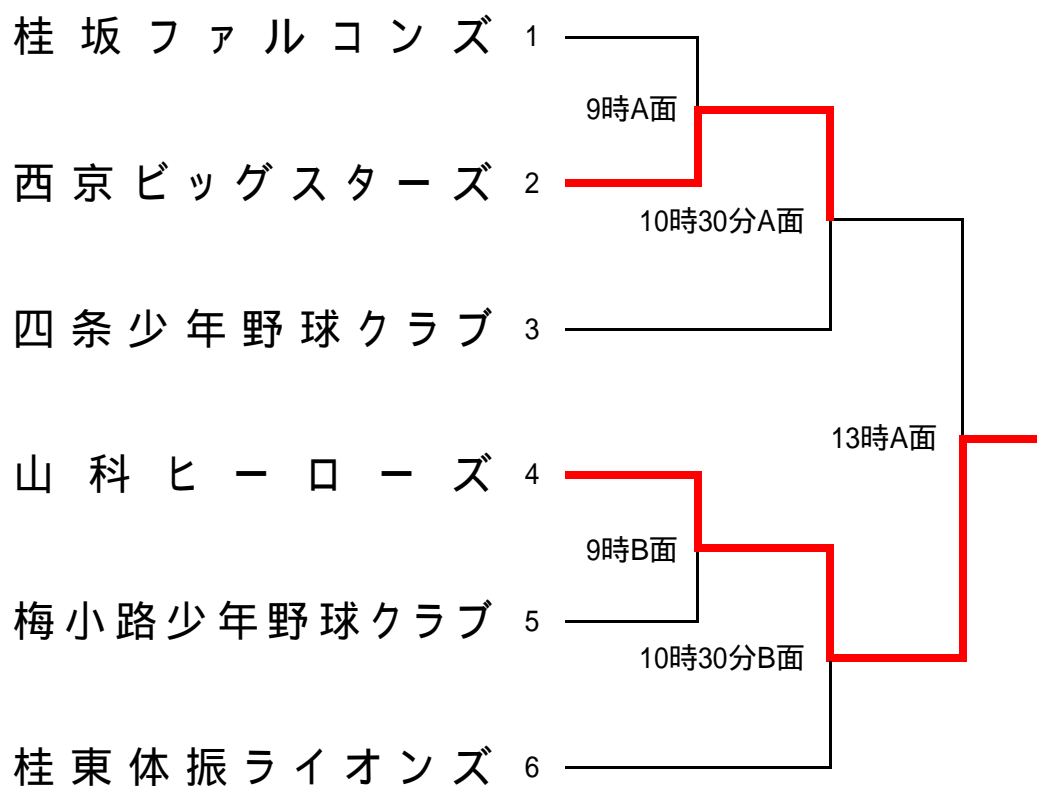 桂坂ファルコンズ 1
9時A面
西京ビッグスターズ 2
10時30分A面
四条少年野球クラブ 3
13時A面
山科ヒーローズ 4
9時B面
梅小路少年野球クラブ 5
10時30分B面
桂東体振ライオンズ 6